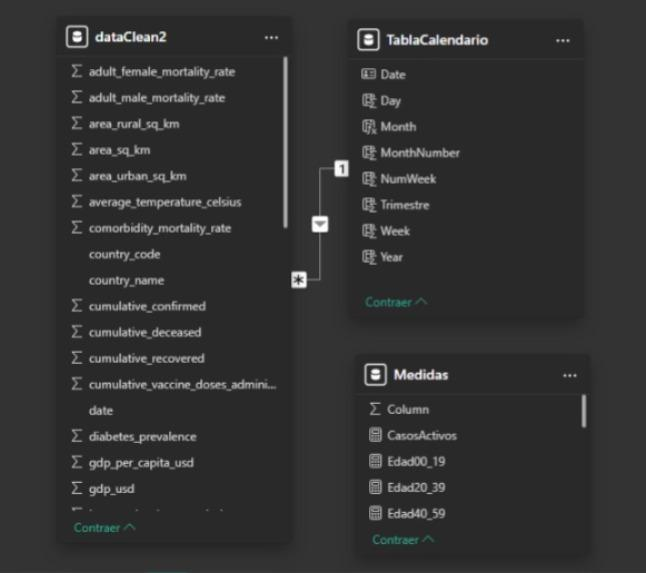 dataClean2
adult_female_mortality_rate
adult_male_mortality_rate
area_rural_sq_km
area_sq_km
area_urban_sq_km
average_temperature_celsius
comorbidity_mortality_rate
country_code
country_name
cumulative_confirmed
cumulative_deceased
cumulative_recovered
cumulative_vaccine_doses_admini...
date
diabetes_prevalence
gdp_per_capita_usd
gdp_usd
Contraer
1
*
TablaCalendario
Date
Day
Month
MonthNumber
NumWeek
Trimestre
Week
Year
Contraer
Medidas
Column
CasosActivos
Edad00_19
Edad20_39
Edad40_59
Contraer